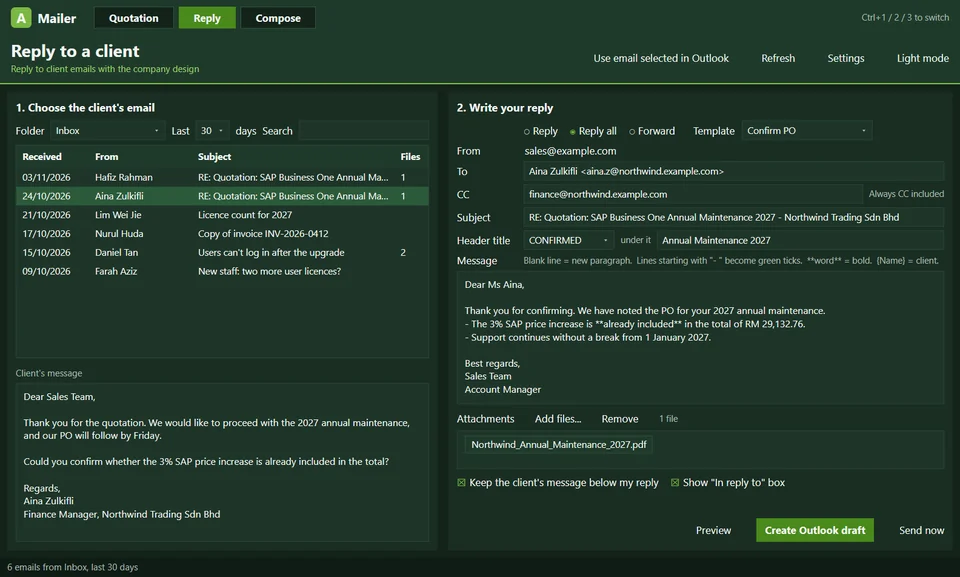 A Mailer Quotation Reply Compose Ctrl+1 / 2 / 3 to switch
Reply to a client
Reply to client emails with the company design
Use email selected in Outlook Refresh Settings Light mode
1. Choose the client's email
Folder Inbox Last 30 days Search
Received From Subject Files
03/11/2026 Hafiz Rahman RE: Quotation: SAP Business One Annual Ma... 1
24/10/2026 Aina Zulkifli RE: Quotation: SAP Business One Annual Ma... 1
21/10/2026 Lim Wei Jie Licence count for 2027
17/10/2026 Nurul Huda Copy of invoice INV-2026-0412
15/10/2026 Daniel Tan Users can't log in after the upgrade 2
09/10/2026 Farah Aziz New staff: two more user licences?
Client's message
Dear Sales Team,
Thank you for the quotation. We would like to proceed with the 2027 annual maintenance,
and our PO will follow by Friday.
Could you confirm whether the 3% SAP price increase is already included in the total?
Regards,
Aina Zulkifli
Finance Manager, Northwind Trading Sdn Bhd
2. Write your reply
Reply Reply all Forward Template Confirm PO
From sales@example.com
To Aina Zulkifli <aina.z@northwind.example.com>
CC finance@northwind.example.com Always CC included
Subject RE: Quotation: SAP Business One Annual Maintenance 2027 - Northwind Trading Sdn Bhd
Header title CONFIRMED under it Annual Maintenance 2027
Message Blank line = new paragraph. Lines starting with "- " become green ticks. **word** = bold. {Name} = client.
Dear Ms Aina,
Thank you for confirming. We have noted the PO for your 2027 annual maintenance.
- The 3% SAP price increase is **already included** in the total of RM 29,132.76.
- Support continues without a break from 1 January 2027.
Best regards,
Sales Team
Account Manager
Attachments Add files... Remove 1 file
Northwind_Annual_Maintenance_2027.pdf
Keep the client's message below my reply Show "In reply to" box
Preview Create Outlook draft Send now
6 emails from Inbox, last 30 days